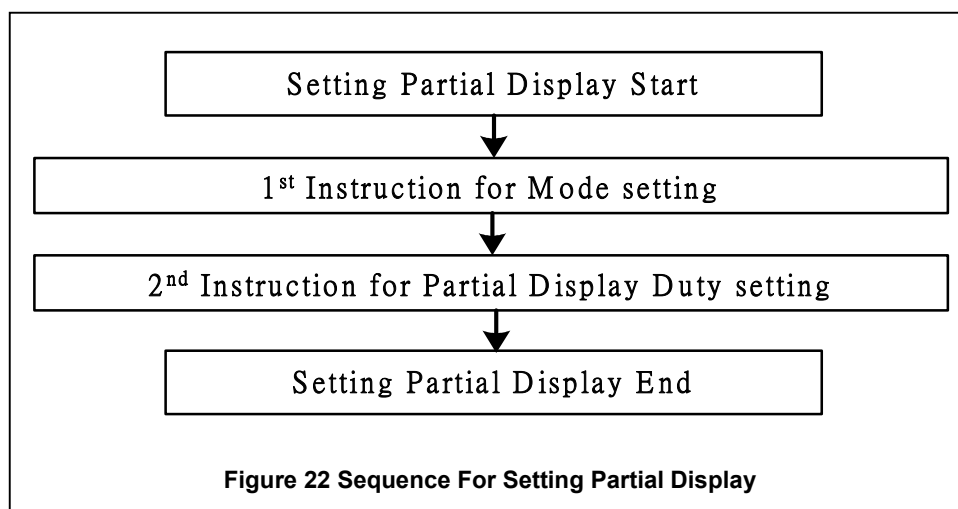 Setting Partial Display Start
1st Instruction for Mode setting
2nd Instruction for Partial Display Duty setting
Setting Partial Display End
Figure 22 Sequence For Setting Partial Display